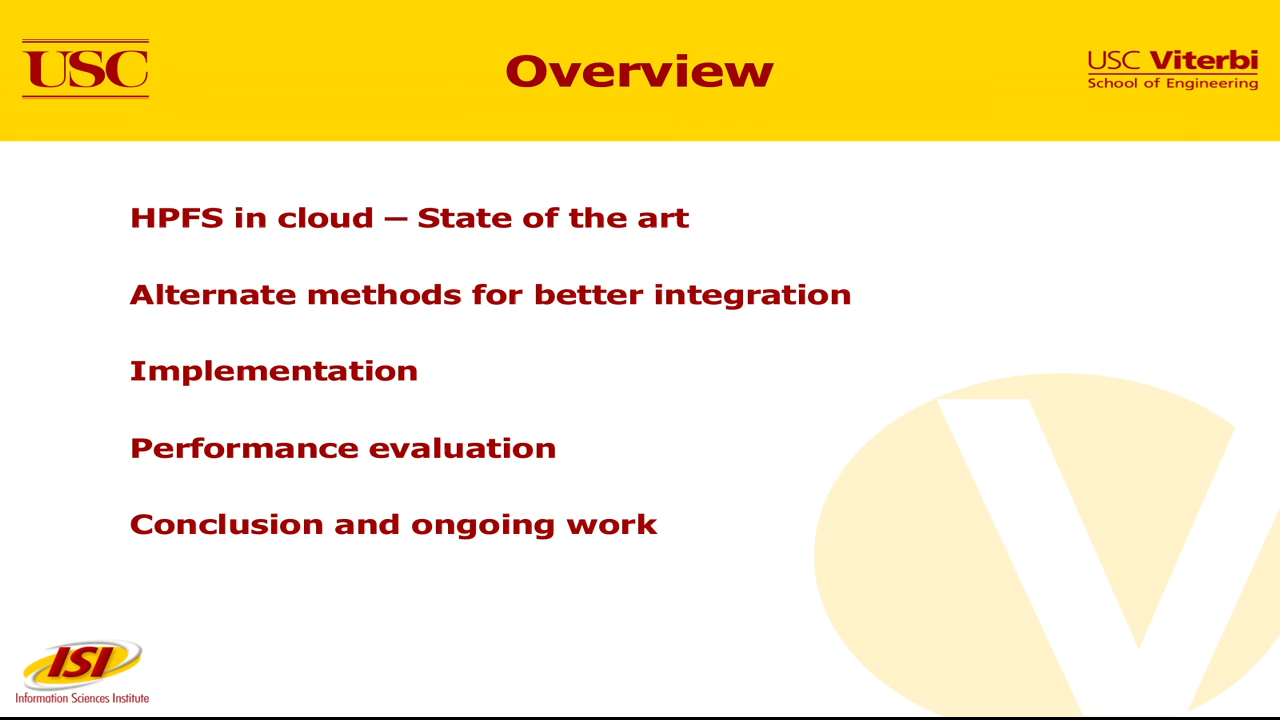 USC
Overview
USC Viterbi
School of Engineering
HPFS in cloud – State of the art
Alternate methods for better integration
Implementation
Performance evaluation
Conclusion and ongoing work
ISI
Information Sciences Institute